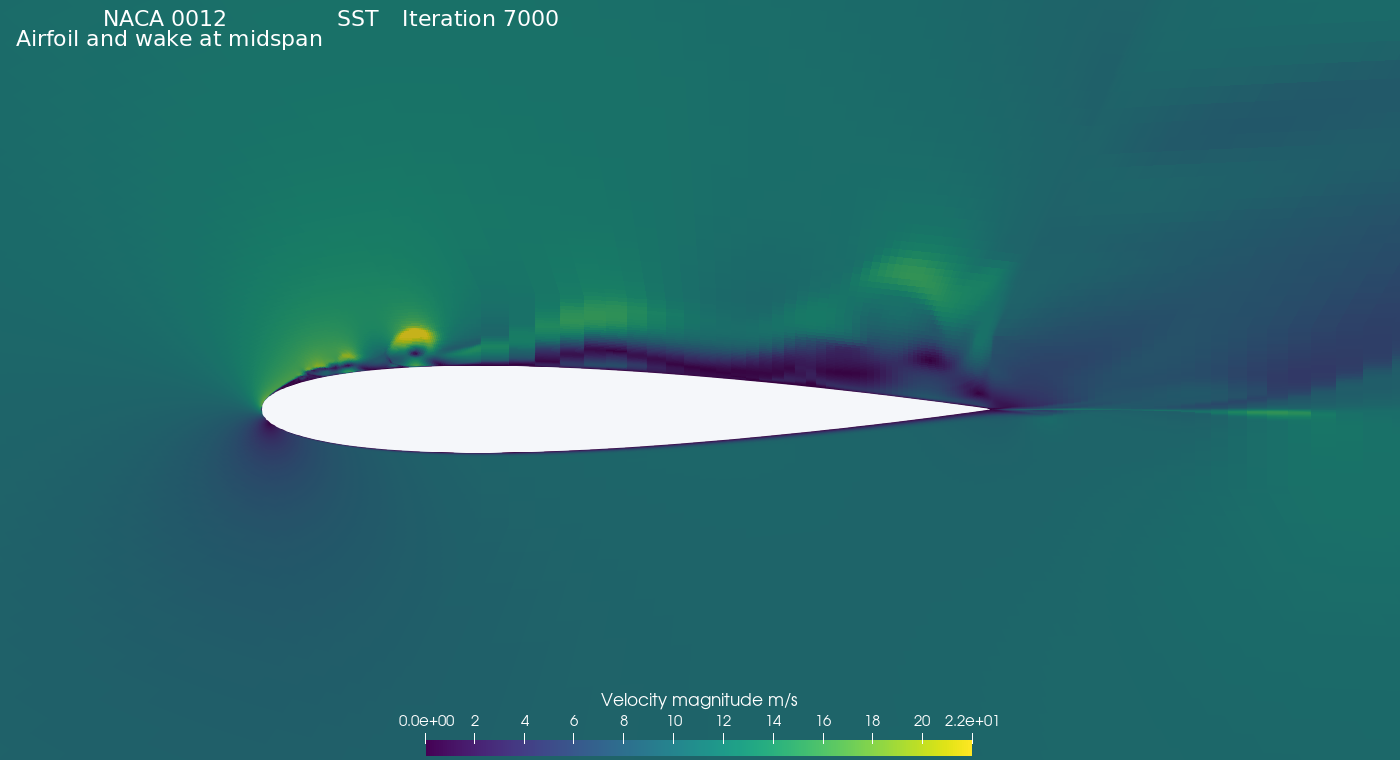 NACA 0012 SST Iteration 7000
Airfoil and wake at midspan
Velocity magnitude m/s
0.0e+00 2 4 6 8 10 12 14 16 18 20 2.2e+01